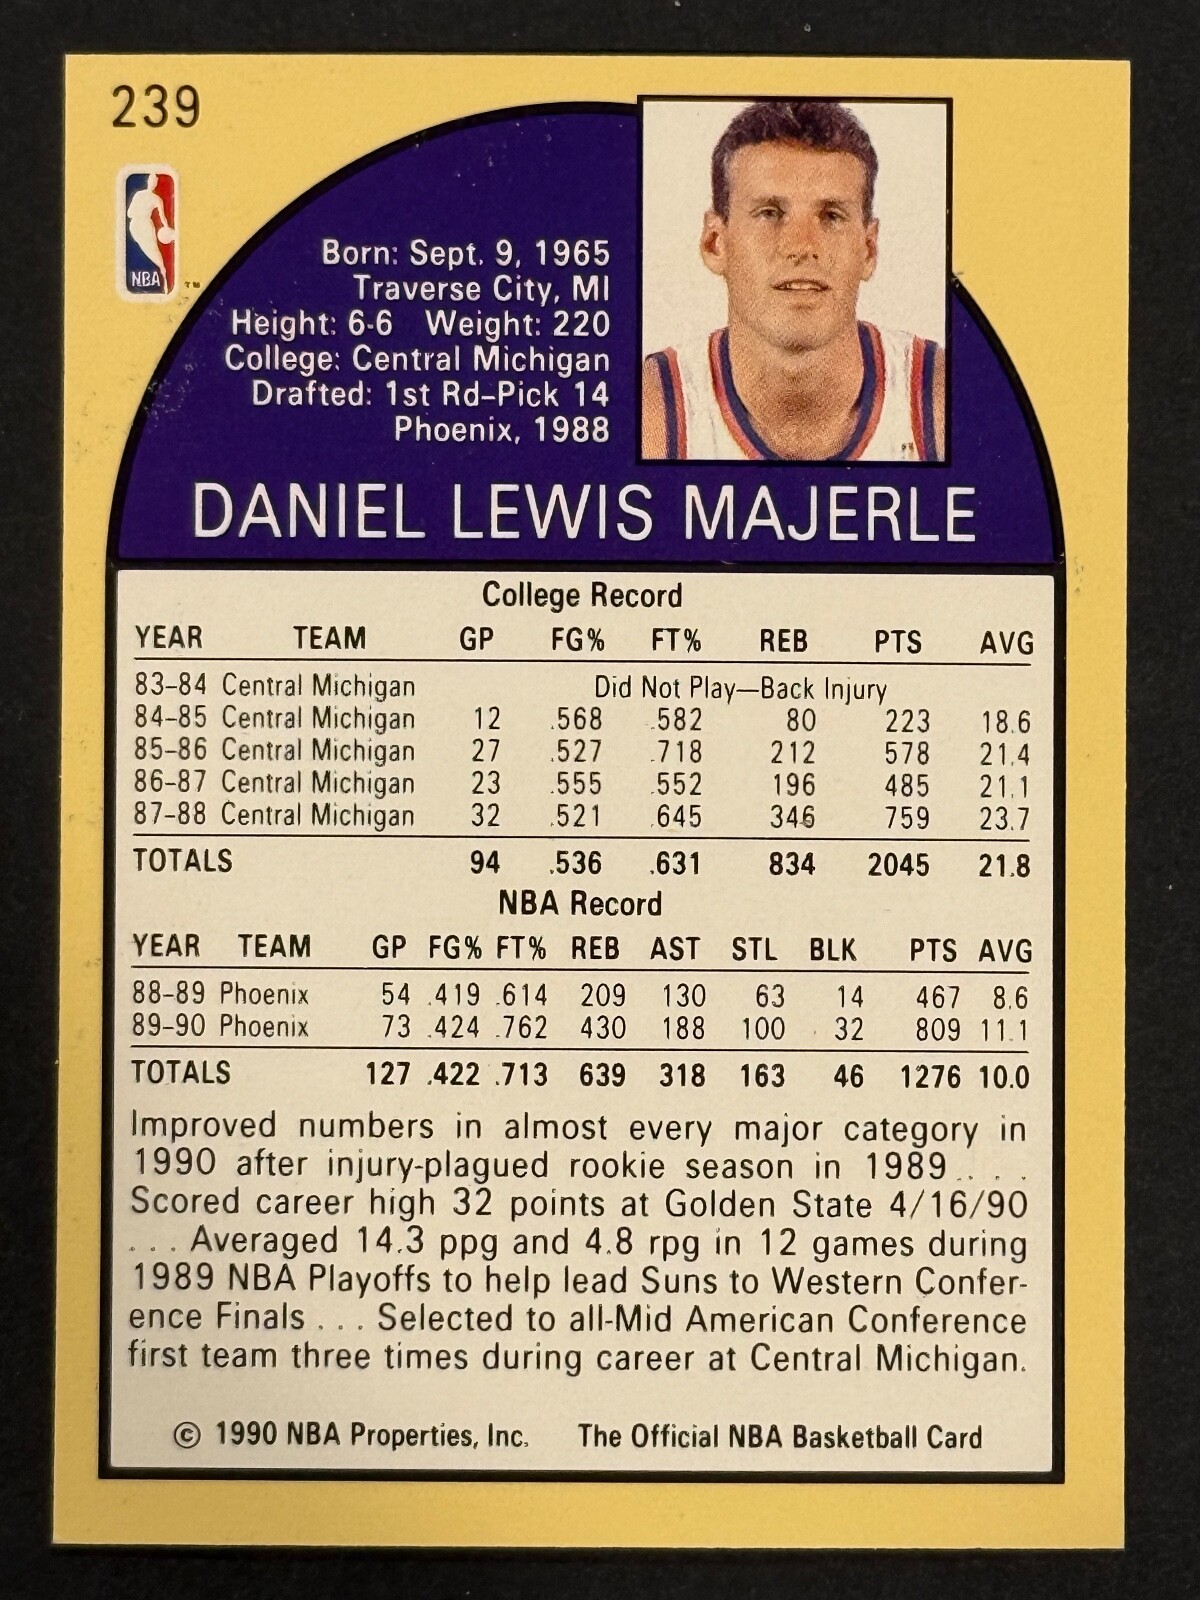 239
NBA
™
Born: Sept. 9, 1965
Traverse City, MI
Height: 6-6 Weight: 220
College: Central Michigan
Drafted: 1st Rd-Pick 14
Phoenix, 1988
DANIEL LEWIS MAJERLE
College Record
YEAR TEAM GP FG% FT% REB PTS AVG
83-84 Central Michigan Did Not Play—Back Injury
84-85 Central Michigan 12 .568 .582 80 223 18.6
85-86 Central Michigan 27 .527 .718 212 578 21.4
86-87 Central Michigan 23 .555 .552 196 485 21.1
87-88 Central Michigan 32 .521 .645 346 759 23.7
TOTALS 94 .536 .631 834 2045 21.8
NBA Record
YEAR TEAM GP FG% FT% REB AST STL BLK PTS AVG
88-89 Phoenix 54 .419 .614 209 130 63 14 467 8.6
89-90 Phoenix 73 .424 .762 430 188 100 32 809 11.1
TOTALS 127 .422 .713 639 318 163 46 1276 10.0
Improved numbers in almost every major category in
1990 after injury-plagued rookie season in 1989 . . . .
Scored career high 32 points at Golden State 4/16/90
. . . Averaged 14.3 ppg and 4.8 rpg in 12 games during
1989 NBA Playoffs to help lead Suns to Western Confer-
ence Finals . . . Selected to all-Mid American Conference
first team three times during career at Central Michigan.
© 1990 NBA Properties, Inc. The Official NBA Basketball Card